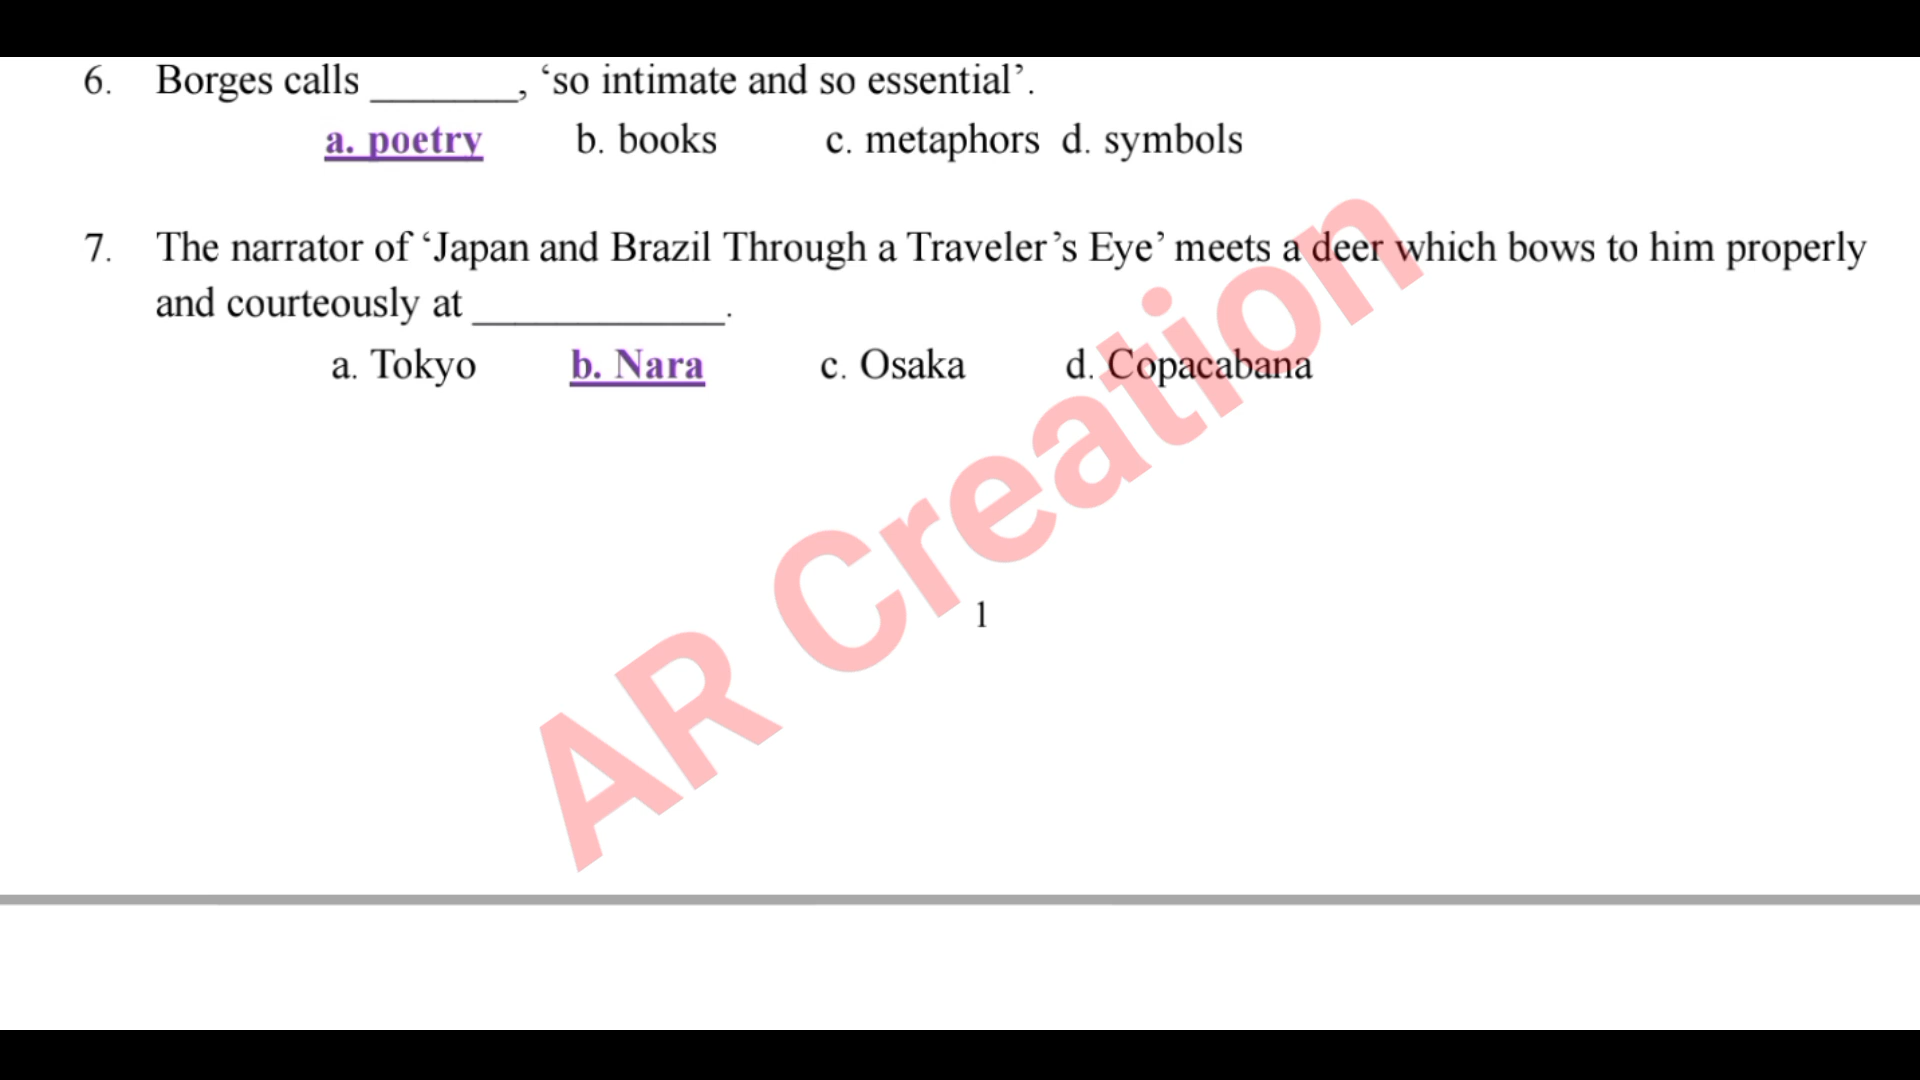 6. Borges calls _______, ‘so intimate and so essential’.
a. poetry b. books c. metaphors d. symbols
7. The narrator of ‘Japan and Brazil Through a Traveler’s Eye’ meets a deer which bows to him properly
and courteously at ____________.
a. Tokyo b. Nara c. Osaka d. Copacabana
AR Creation
1